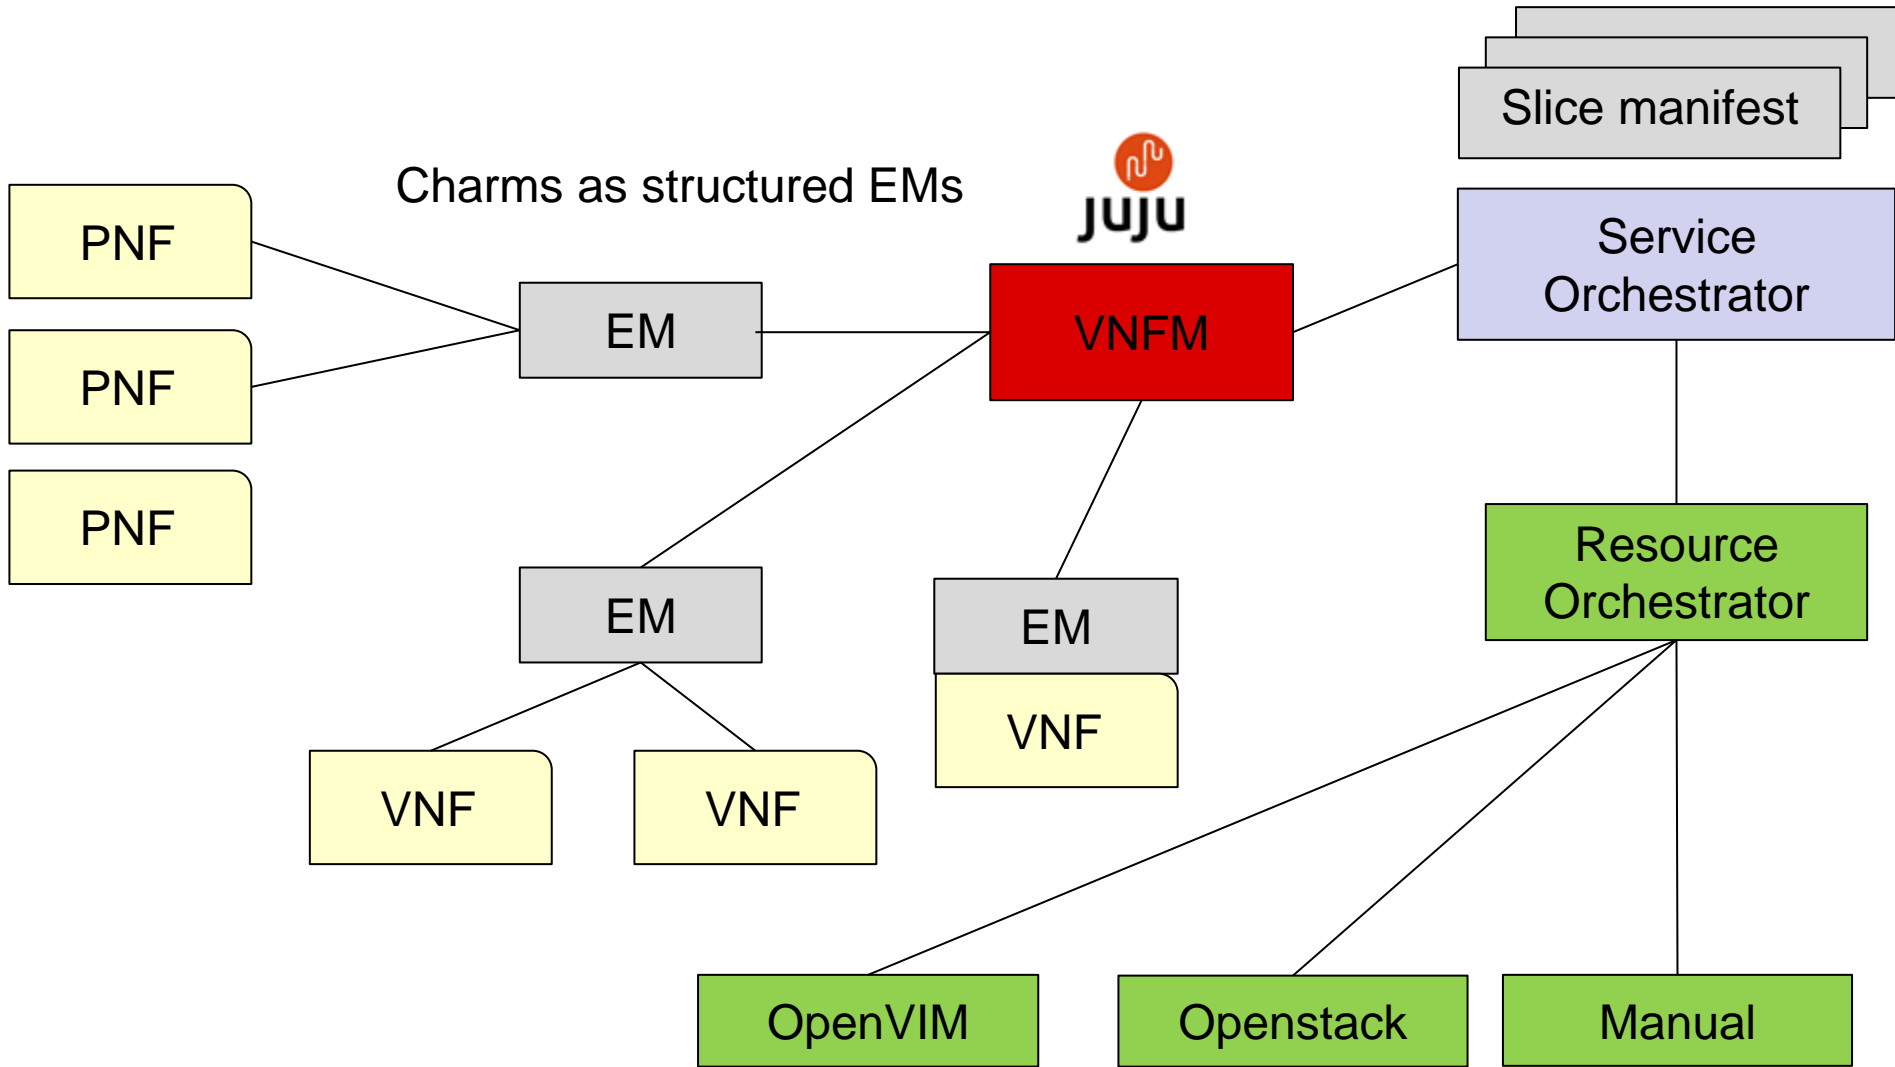 Slice manifest
Charms as structured EMs
juju
PNF
Service
Orchestrator
EM
VNFM
PNF
PNF
Resource
Orchestrator
EM
EM
VNF
VNF
VNF
OpenVIM
Openstack
Manual